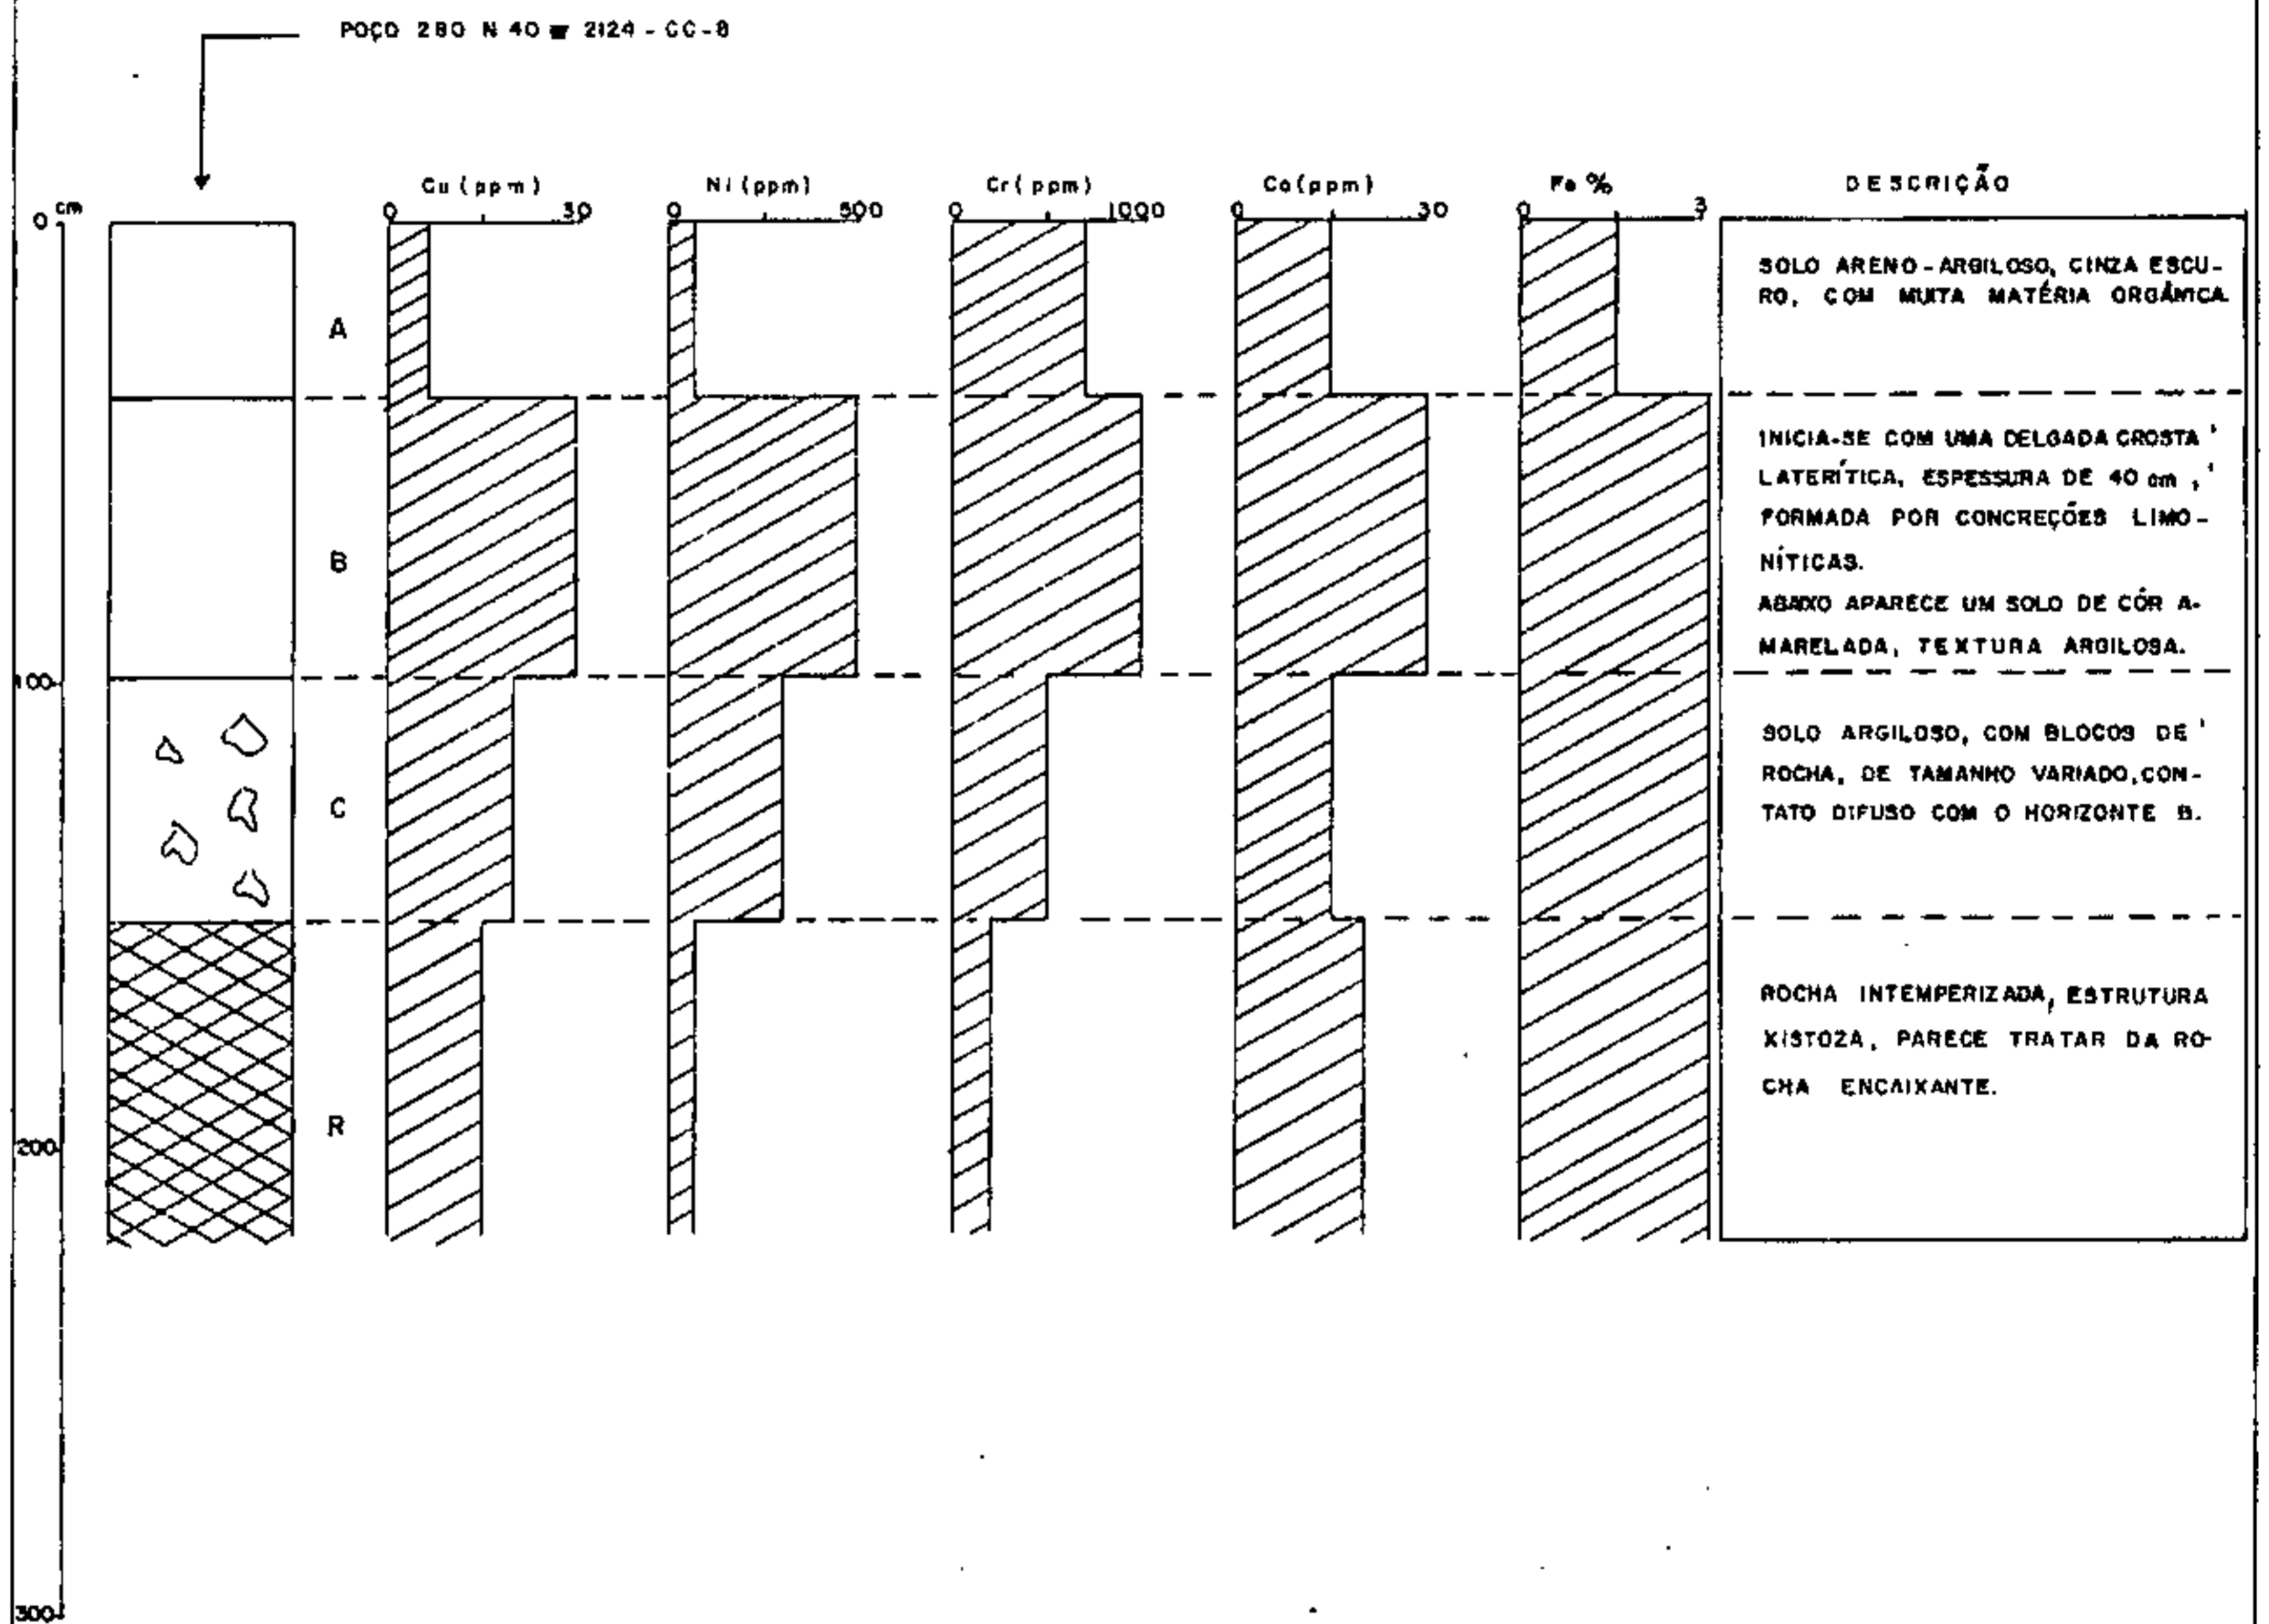 POÇO 280 N 40 W 2124 - CC-8
Cu (ppm) Ni (ppm) Cr (ppm) Co (ppm) Fe % DESCRIÇÃO
0 cm 0 30 0 500 0 1000 0 30 0 3
A
SOLO ARENO-ARGILOSO, CINZA ESCU-
RO, COM MUITA MATÉRIA ORGÂNICA.
B
INICIA-SE COM UMA DELGADA CROSTA '
LATERÍTICA, ESPESSURA DE 40 cm , '
FORMADA POR CONCREÇÕES LIMO-
NÍTICAS.
ABAIXO APARECE UM SOLO DE CÔR A-
MARELADA, TEXTURA ARGILOSA.
100
C
SOLO ARGILOSO, COM BLOCOS DE '
ROCHA, DE TAMANHO VARIADO, CON-
TATO DIFUSO COM O HORIZONTE B.
R
ROCHA INTEMPERIZADA, ESTRUTURA
XISTOZA, PARECE TRATAR DA RO-
CHA ENCAIXANTE.
200
300